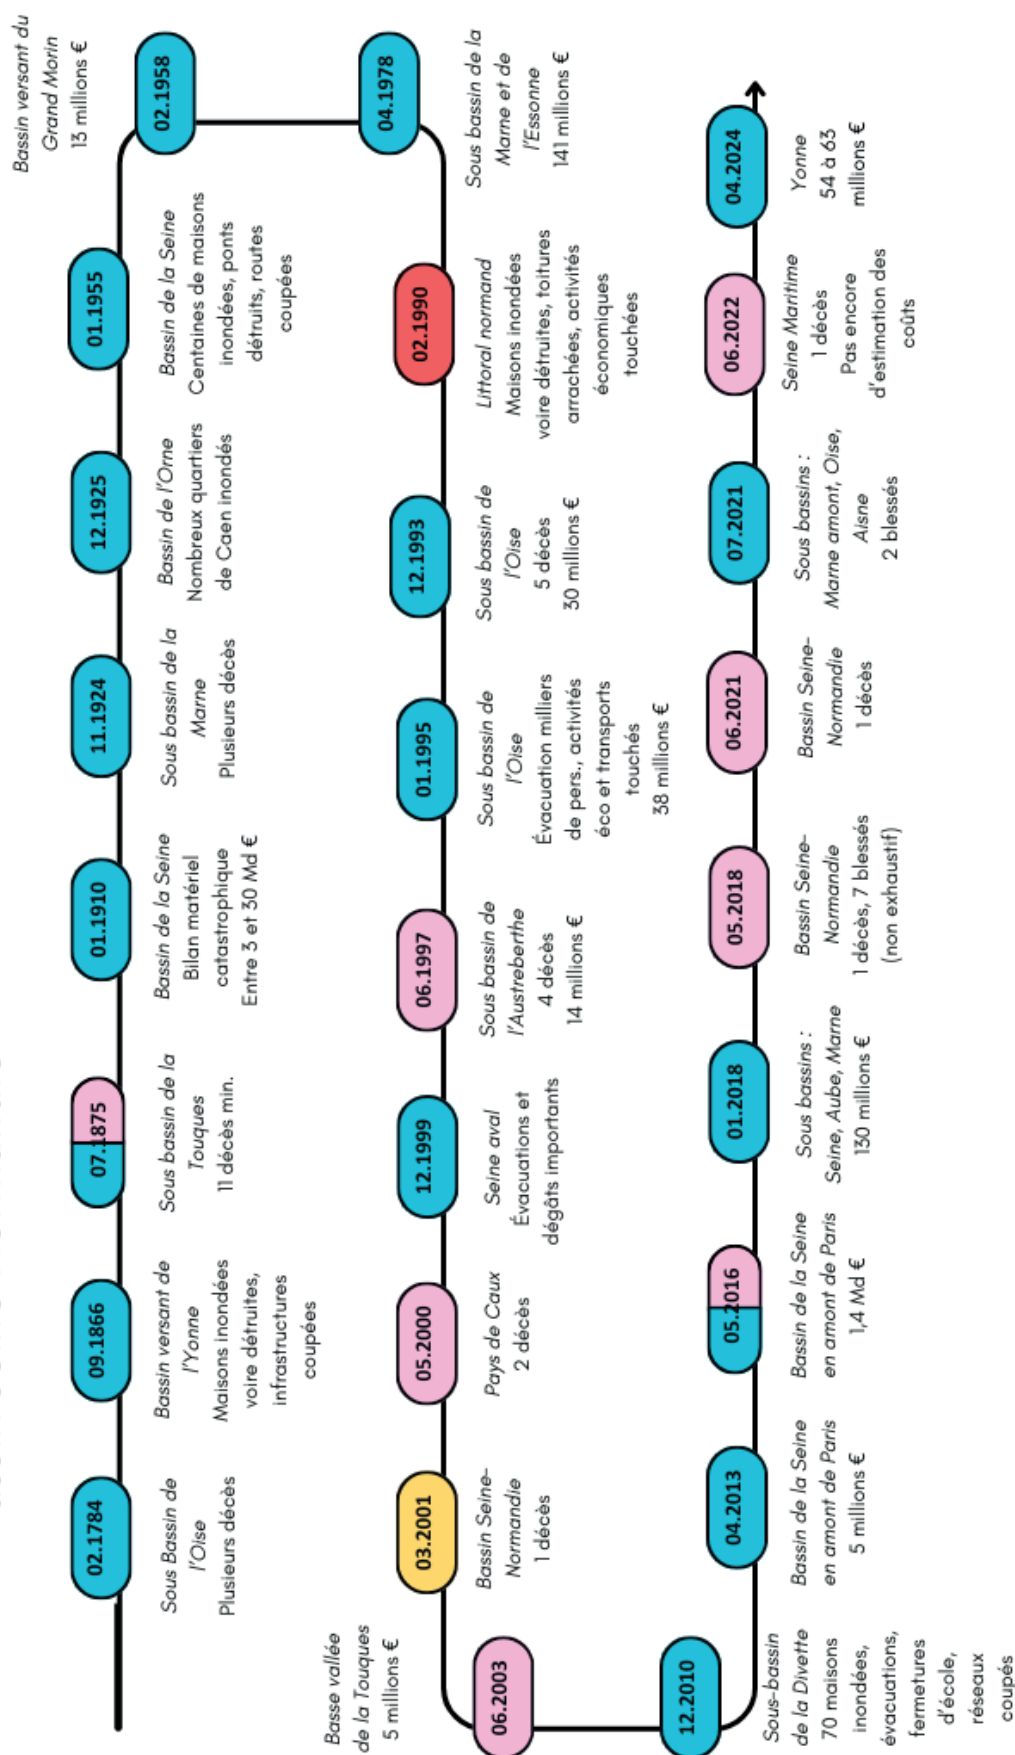 02.1784
Sous Bassin de
l'Oise
Plusieurs décès
09.1866
Bassin versant de
l'Yonne
Maisons inondées
voire détruites,
infrastructures
coupées
07.1875
Sous bassin de la
Touques
11 décès min.
01.1910
Bassin de la Seine
Bilan matériel
catastrophique
Entre 3 et 30 Md €
11.1924
Sous bassin de la
Marne
Plusieurs décès
12.1925
Bassin de l'Orne
Nombreux quartiers
de Caen inondés
01.1955
Bassin de la Seine
Centaines de maisons
inondées, ponts
détruits, routes
coupées
Bassin versant du
Grand Morin
13 millions €
02.1958
04.1978
Sous bassin de la
Marne et de
l'Essonne
141 millions €
02.1990
Littoral normand
Maisons inondées
voire détruites, toitures
arrachées, activités
économiques
touchées
12.1993
Sous bassin de
l'Oise
5 décès
30 millions €
01.1995
Sous bassin de
l'Oise
Évacuation milliers
de pers., activités
éco et transports
touchés
38 millions €
06.1997
Sous bassin de
l'Austreberthe
4 décès
14 millions €
12.1999
Seine aval
Évacuations et
dégâts importants
05.2000
Pays de Caux
2 décès
03.2001
Bassin Seine-
Normandie
1 décès
Basse vallée
de la Touques
5 millions €
06.2003
12.2010
Sous-bassin
de la Divette
70 maisons
inondées,
évacuations,
fermetures
d'école,
réseaux
coupés
04.2013
Bassin de la Seine
en amont de Paris
5 millions €
05.2016
Bassin de la Seine
en amont de Paris
1,4 Md €
01.2018
Sous bassins :
Seine, Aube, Marne
130 millions €
05.2018
Bassin Seine-
Normandie
1 décès, 7 blessés
(non exhaustif)
06.2021
Bassin Seine-
Normandie
1 décès
07.2021
Sous bassins :
Marne amont, Oise,
Aisne
2 blessés
06.2022
Seine Maritime
1 décès
Pas encore
d'estimation des
coûts
04.2024
Yonne
54 à 63
millions €